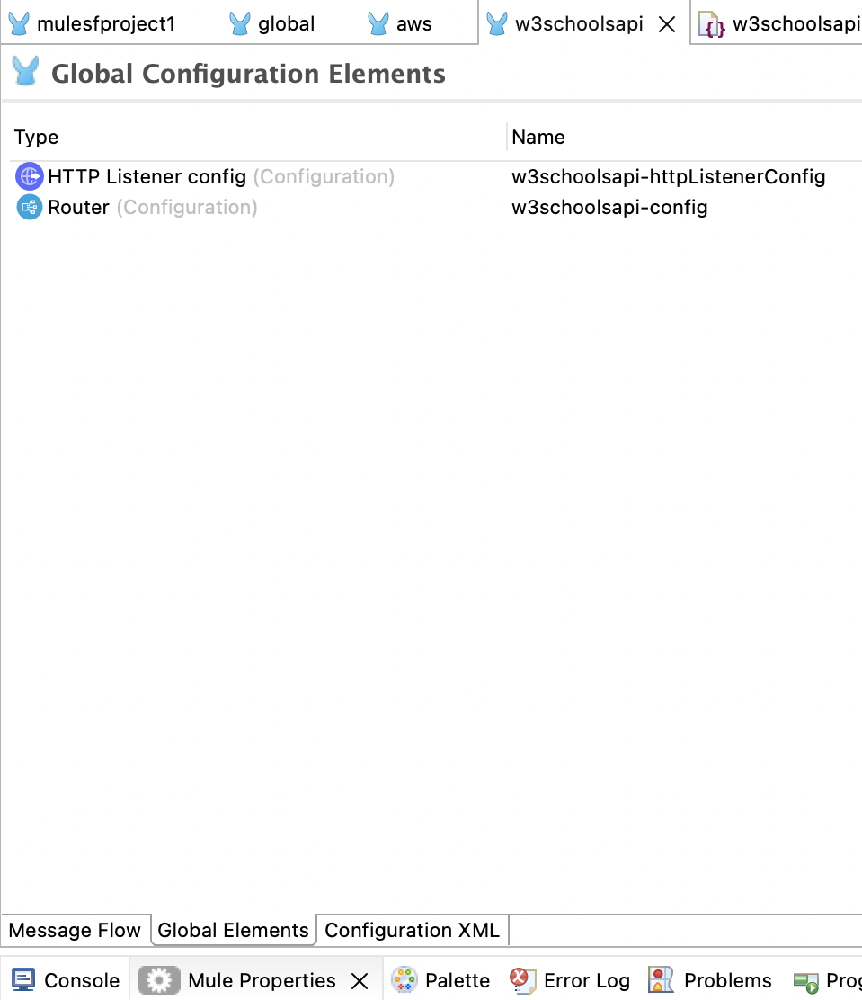 mulesfproject1 global aws w3schoolsapi w3schoolsapi
Global Configuration Elements
Type Name
HTTP Listener config (Configuration) w3schoolsapi-httpListenerConfig
Router (Configuration) w3schoolsapi-config
Message Flow Global Elements Configuration XML
Console Mule Properties Palette Error Log Problems Prog